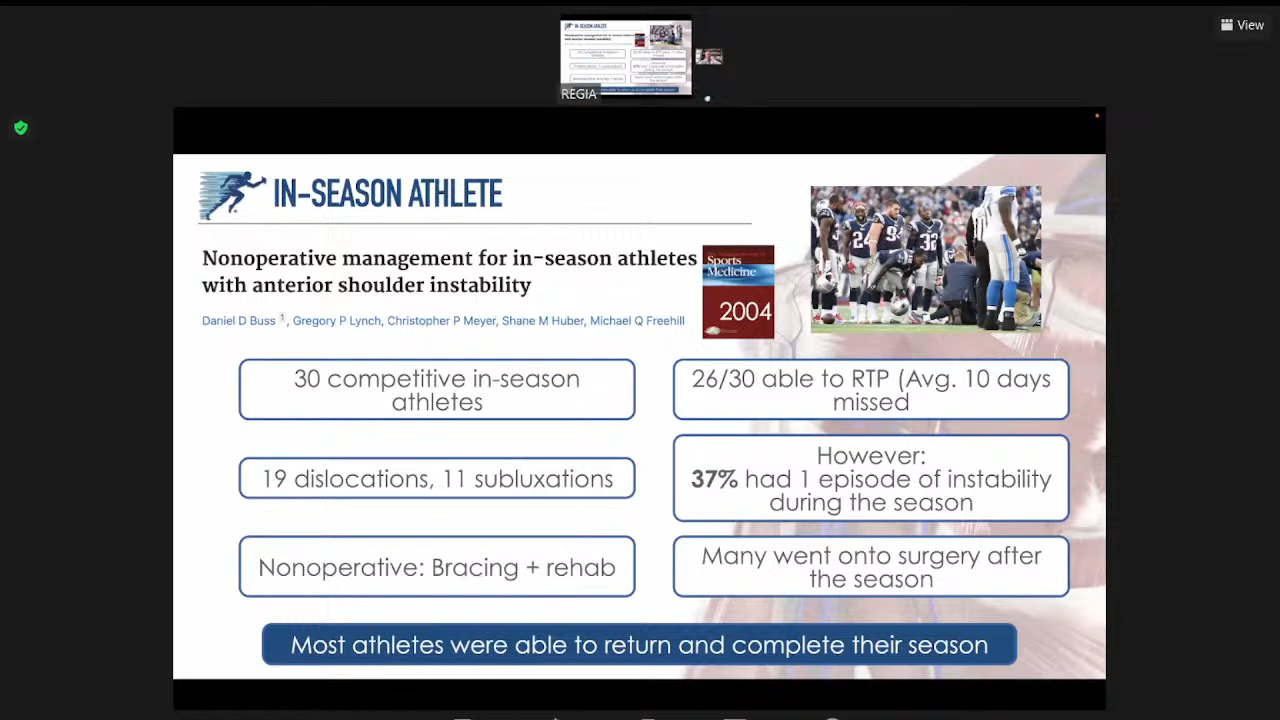 View
REGIA
IN-SEASON ATHLETE
Nonoperative management for in-season athletes
with anterior shoulder instability
Daniel D Buss 1, Gregory P Lynch, Christopher P Meyer, Shane M Huber, Michael Q Freehill
Sports
Medicine
2004
30 competitive in-season
athletes
19 dislocations, 11 subluxations
Nonoperative: Bracing + rehab
26/30 able to RTP (Avg. 10 days
missed
However:
37% had 1 episode of instability
during the season
Many went onto surgery after
the season
Most athletes were able to return and complete their season